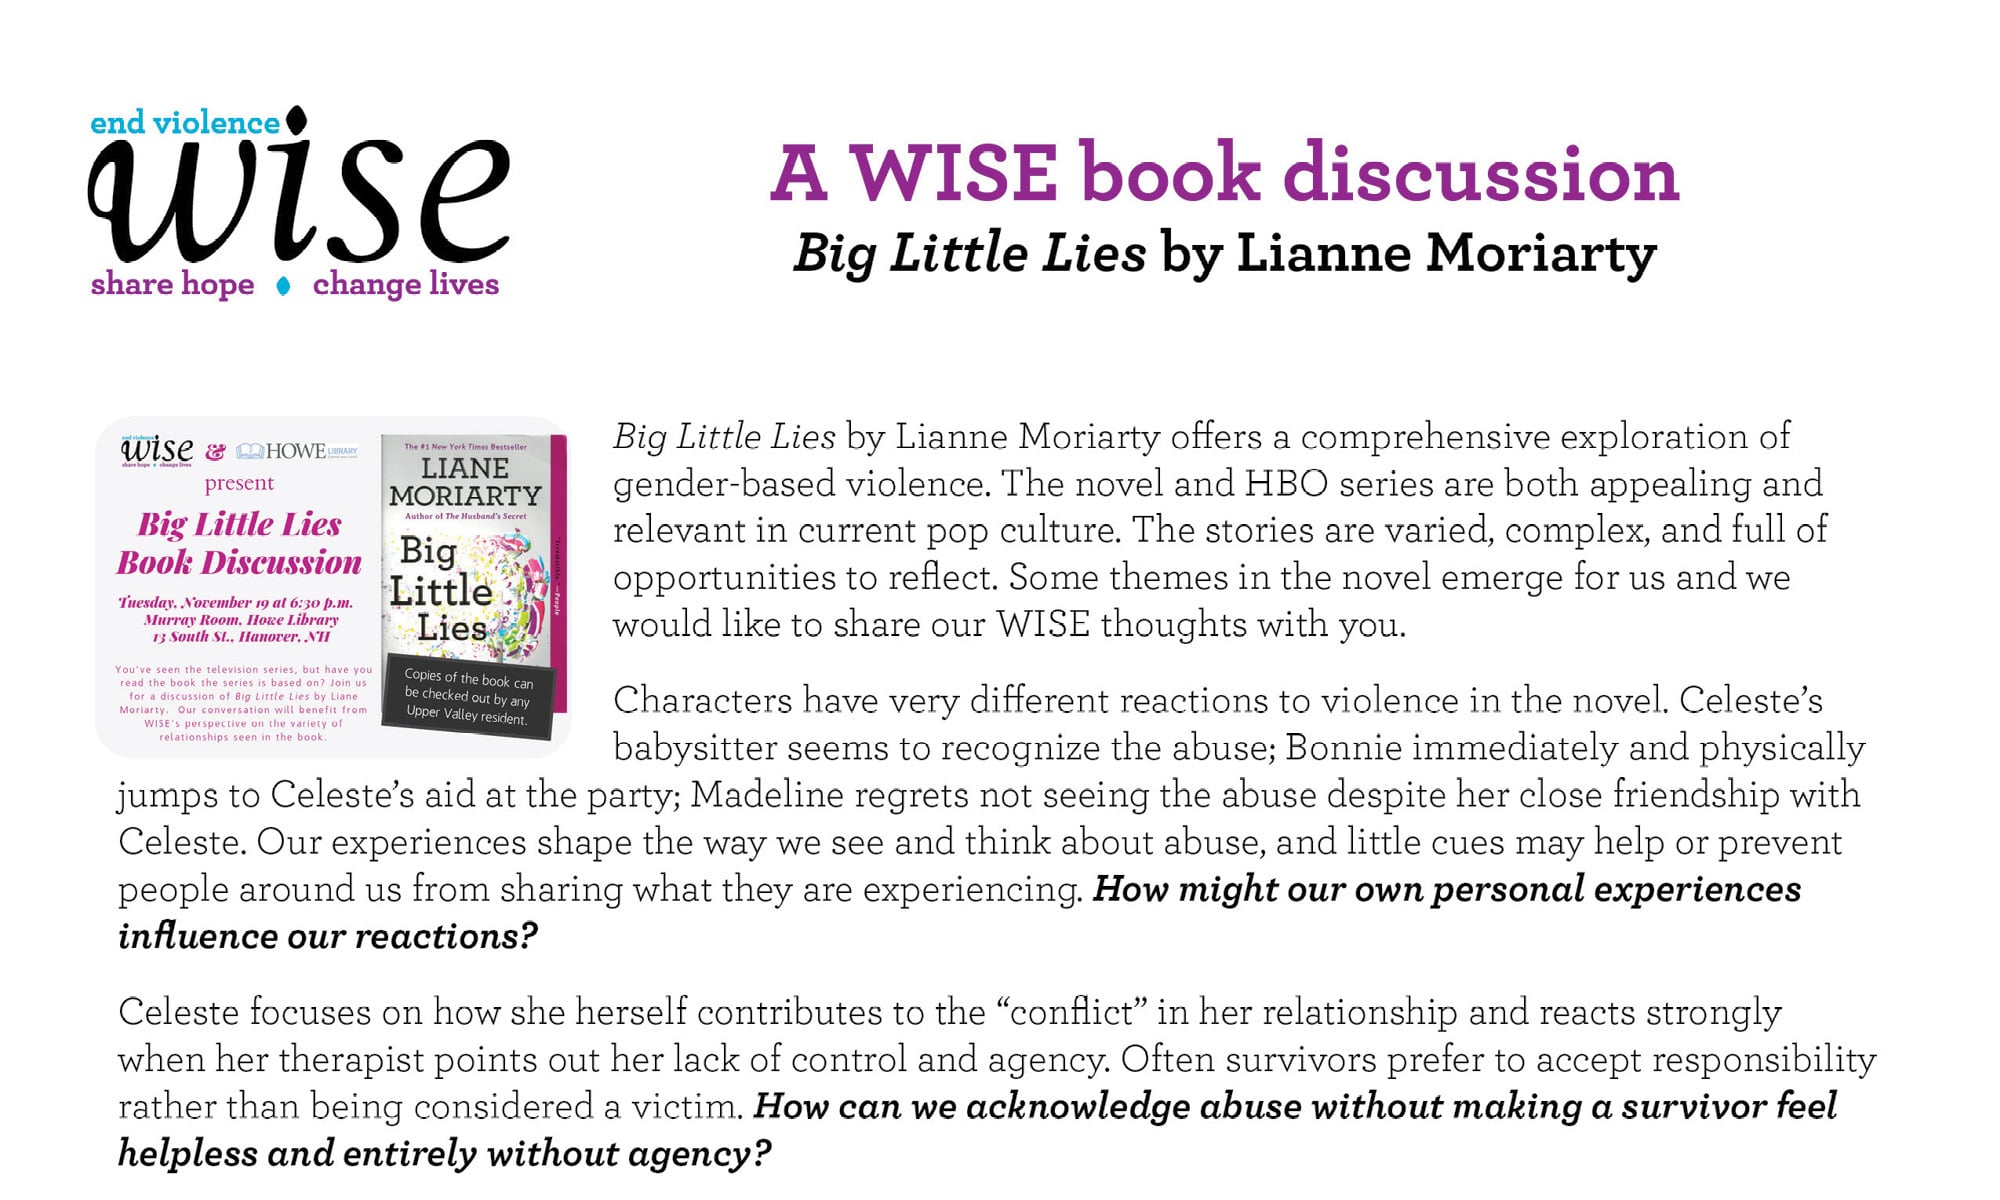 end violence
wise
share hope change lives
A WISE book discussion
Big Little Lies by Lianne Moriarty
end violence
wise & HOWE LIBRARY
share hope • change lives
present
Big Little Lies
Book Discussion
Tuesday, November 19 at 6:30 p.m.
Murray Room, Howe Library
13 South St., Hanover, NH
You've seen the television series, but have you
read the book the series is based on? Join us
for a discussion of Big Little Lies by Liane
Moriarty. Our conversation will benefit from
WISE's perspective on the variety of
relationships seen in the book.
The #1 New York Times Bestseller
LIANE
MORIARTY
Author of The Husband's Secret
Big
Little
Lies
"Irresistible."—People
Copies of the book can
be checked out by any
Upper Valley resident.
Big Little Lies by Lianne Moriarty offers a comprehensive exploration of
gender-based violence. The novel and HBO series are both appealing and
relevant in current pop culture. The stories are varied, complex, and full of
opportunities to reflect. Some themes in the novel emerge for us and we
would like to share our WISE thoughts with you.
Characters have very different reactions to violence in the novel. Celeste’s
babysitter seems to recognize the abuse; Bonnie immediately and physically
jumps to Celeste’s aid at the party; Madeline regrets not seeing the abuse despite her close friendship with
Celeste. Our experiences shape the way we see and think about abuse, and little cues may help or prevent
people around us from sharing what they are experiencing. How might our own personal experiences
influence our reactions?
Celeste focuses on how she herself contributes to the “conflict” in her relationship and reacts strongly
when her therapist points out her lack of control and agency. Often survivors prefer to accept responsibility
rather than being considered a victim. How can we acknowledge abuse without making a survivor feel
helpless and entirely without agency?